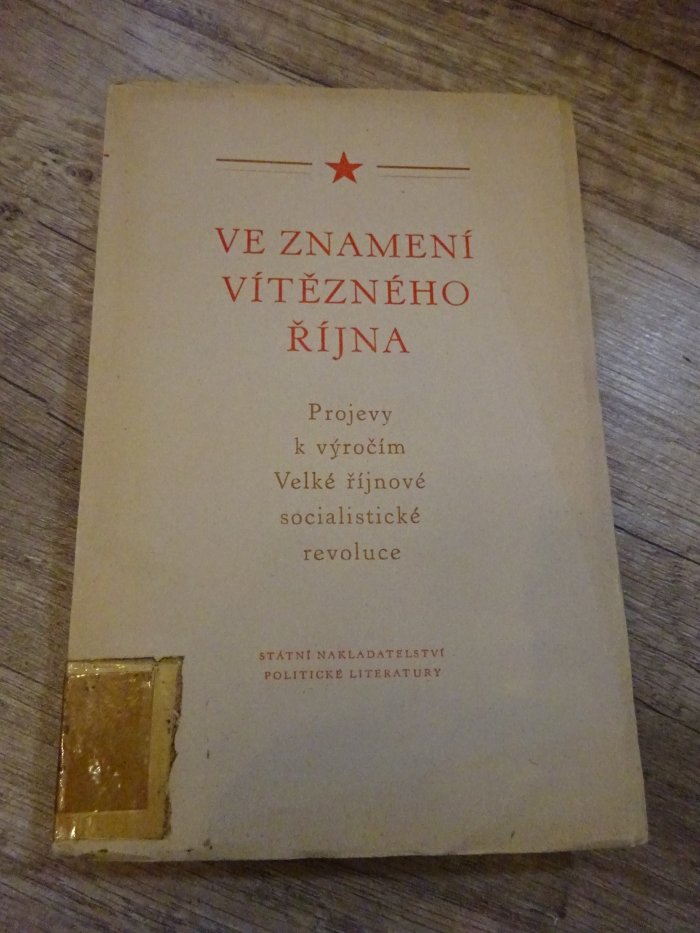 VE ZNAMENÍ
VÍTĚZNÉHO
ŘÍJNA
Projevy
k výročím
Velké říjnové
socialistické
revoluce
STÁTNÍ NAKLADATELSTVÍ
POLITICKÉ LITERATURY